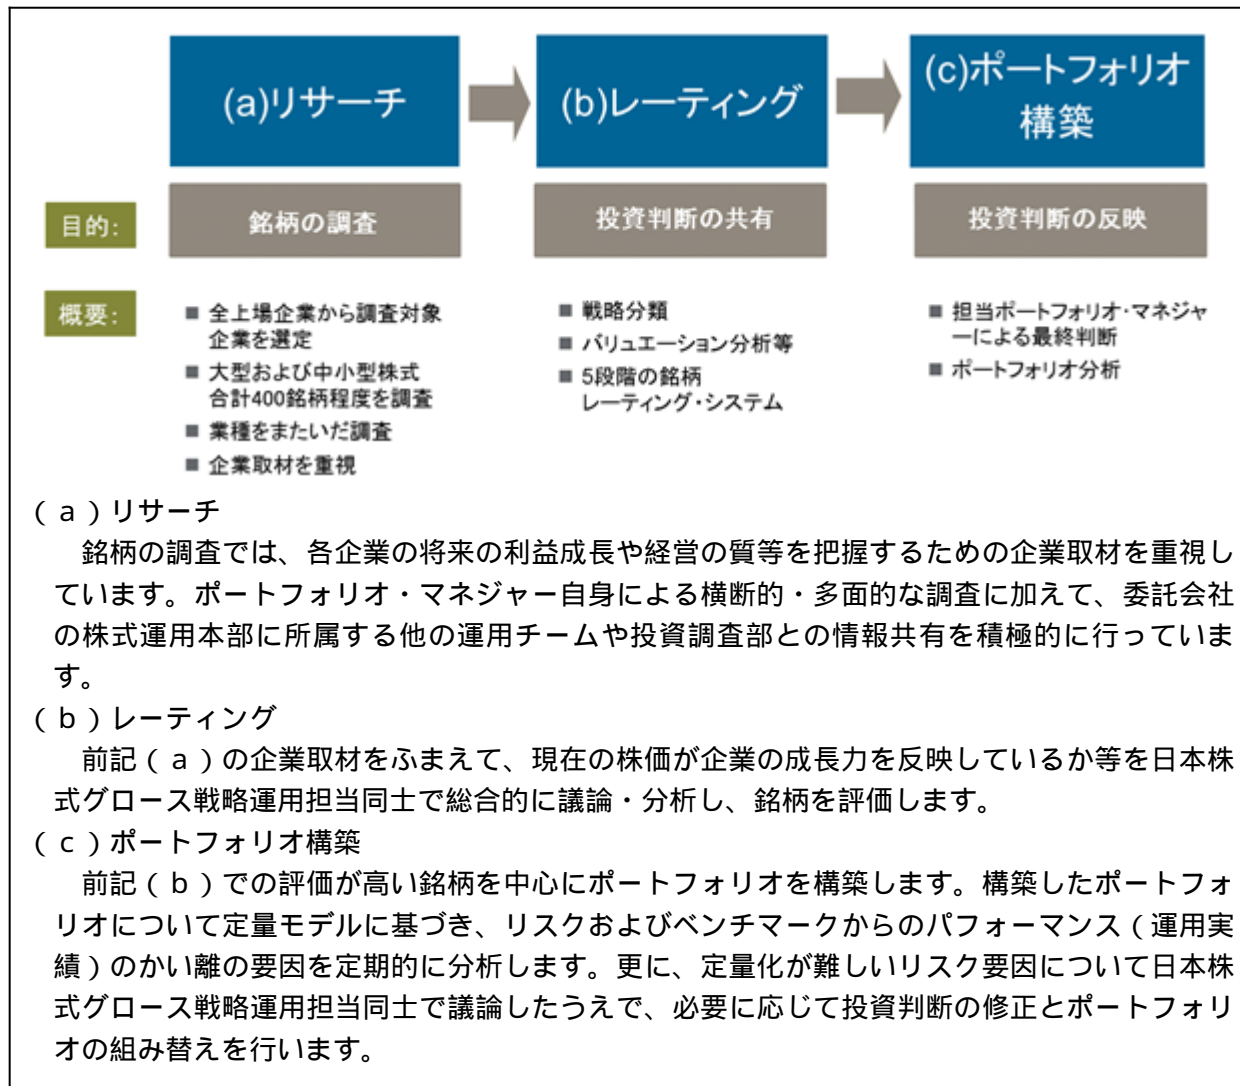 (a)リサーチ
(b)レーティング
(c)ポートフォリオ
構築
目的:
銘柄の調査
投資判断の共有
投資判断の反映
概要:
■ 全上場企業から調査対象
企業を選定
■ 大型および中小型株式
合計400銘柄程度を調査
■ 業種をまたいだ調査
■ 企業取材を重視
■ 戦略分類
■ バリュエーション分析等
■ 5段階の銘柄
レーティング・システム
■ 担当ポートフォリオ・マネジャ
ーによる最終判断
■ ポートフォリオ分析
(a)リサーチ
銘柄の調査では、各企業の将来の利益成長や経営の質等を把握するための企業取材を重視し
ています。ポートフォリオ・マネジャー自身による横断的・多面的な調査に加えて、委託会社
の株式運用本部に所属する他の運用チームや投資調査部との情報共有を積極的に行っていま
す。
(b)レーティング
前記(a)の企業取材をふまえて、現在の株価が企業の成長力を反映しているか等を日本株
式グロース戦略運用担当同士で総合的に議論・分析し、銘柄を評価します。
(c)ポートフォリオ構築
前記(b)での評価が高い銘柄を中心にポートフォリオを構築します。構築したポートフォ
リオについて定量モデルに基づき、リスクおよびベンチマークからのパフォーマンス(運用実
績)のかい離の要因を定期的に分析します。更に、定量化が難しいリスク要因について日本株
式グロース戦略運用担当同士で議論したうえで、必要に応じて投資判断の修正とポートフォリ
オの組み替えを行います。